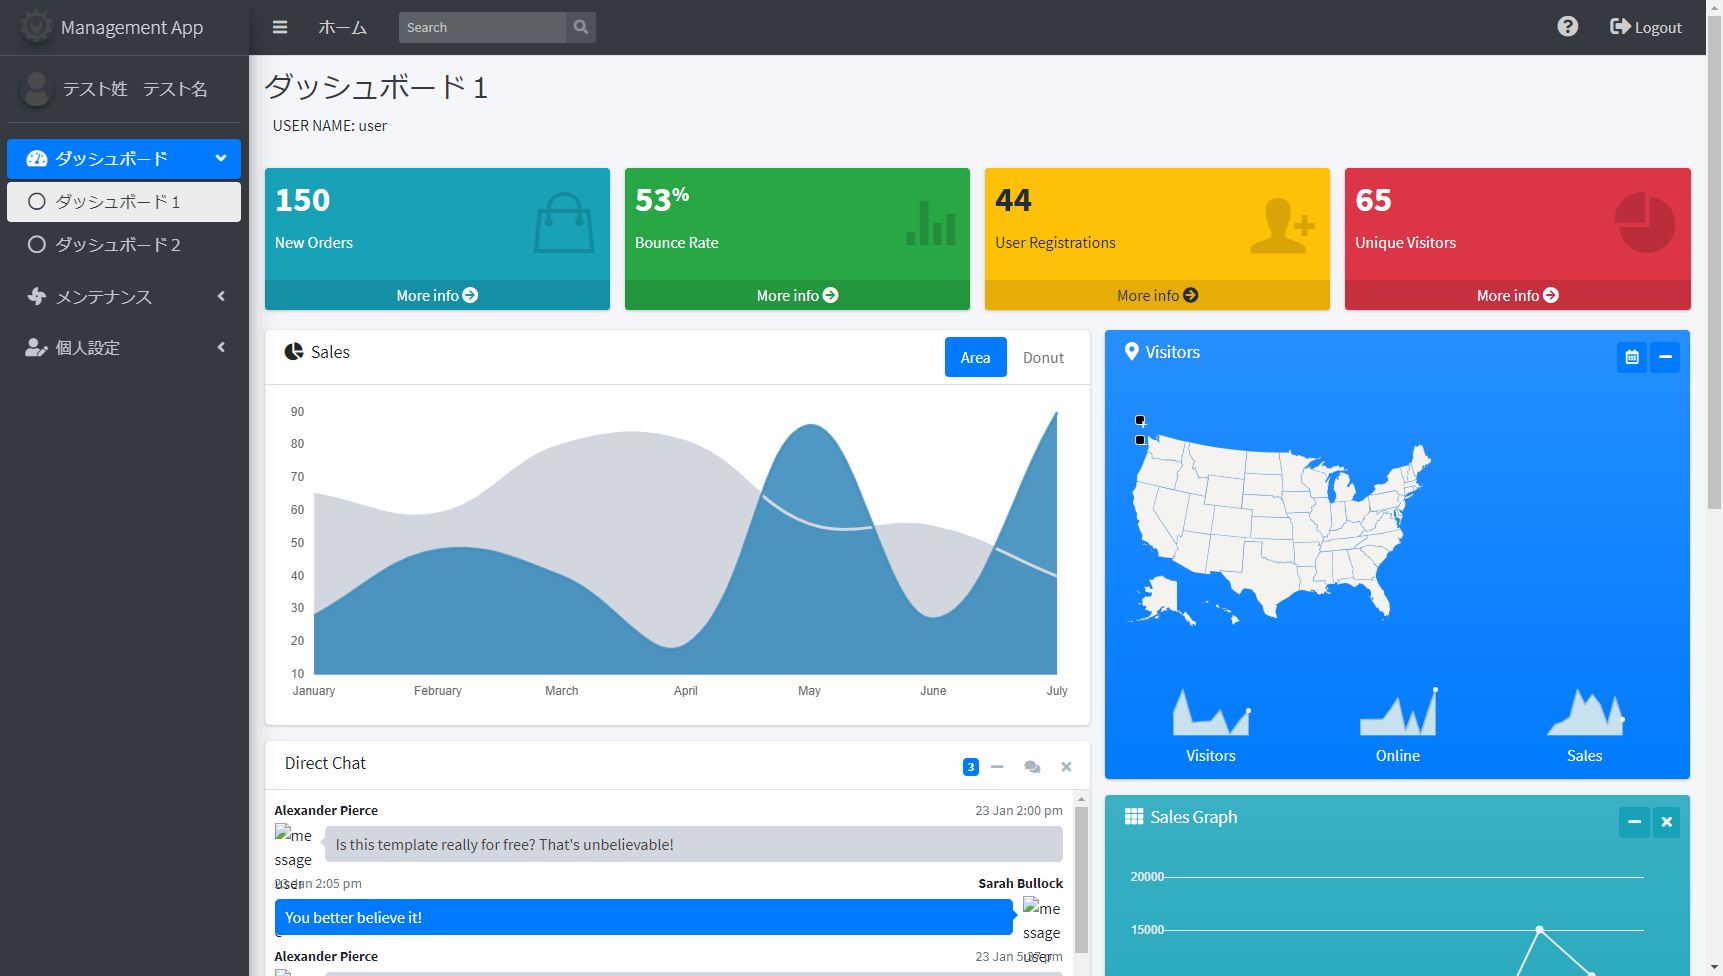 Management App
ホーム
Search
Logout
テスト姓　テスト名
ダッシュボード
ダッシュボード１
ダッシュボード２
メンテナンス
個人設定
ダッシュボード１
USER NAME: user
150
New Orders
More info
53%
Bounce Rate
More info
44
User Registrations
More info
65
Unique Visitors
More info
Sales
Area
Donut
90
80
70
60
50
40
30
20
10
January
February
March
April
May
June
July
Visitors
+
Visitors
Online
Sales
Direct Chat
3
Alexander Pierce
23 Jan 2:00 pm
me
ssage
user
Is this template really for free? That's unbelievable!
23 Jan 2:05 pm
Sarah Bullock
You better believe it!
me
ssage
user
Alexander Pierce
23 Jan 5:37 pm
Sales Graph
20000
15000